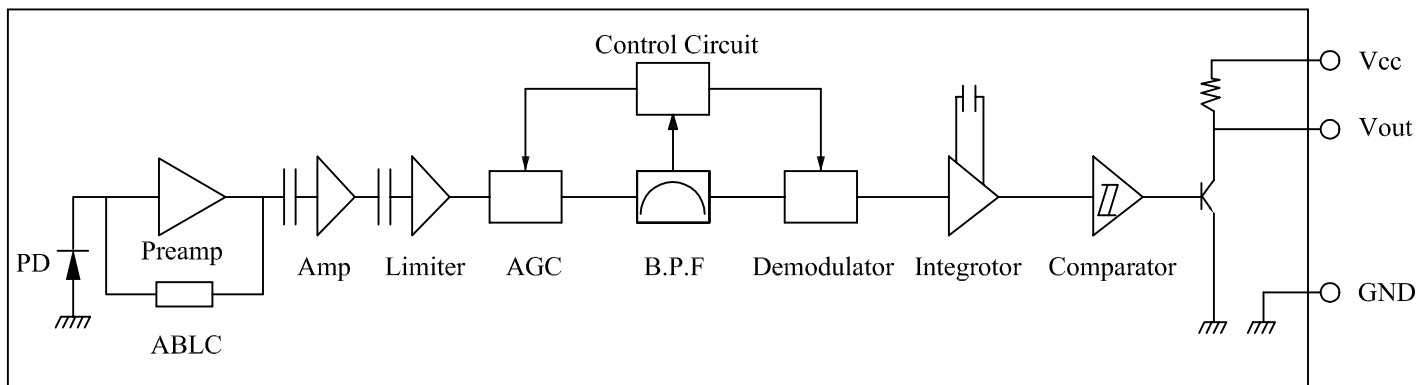 Control Circuit
Vcc
Vout
PD
Preamp
Amp
Limiter
AGC
B.P.F
Demodulator
Integrotor
Comparator
GND
ABLC